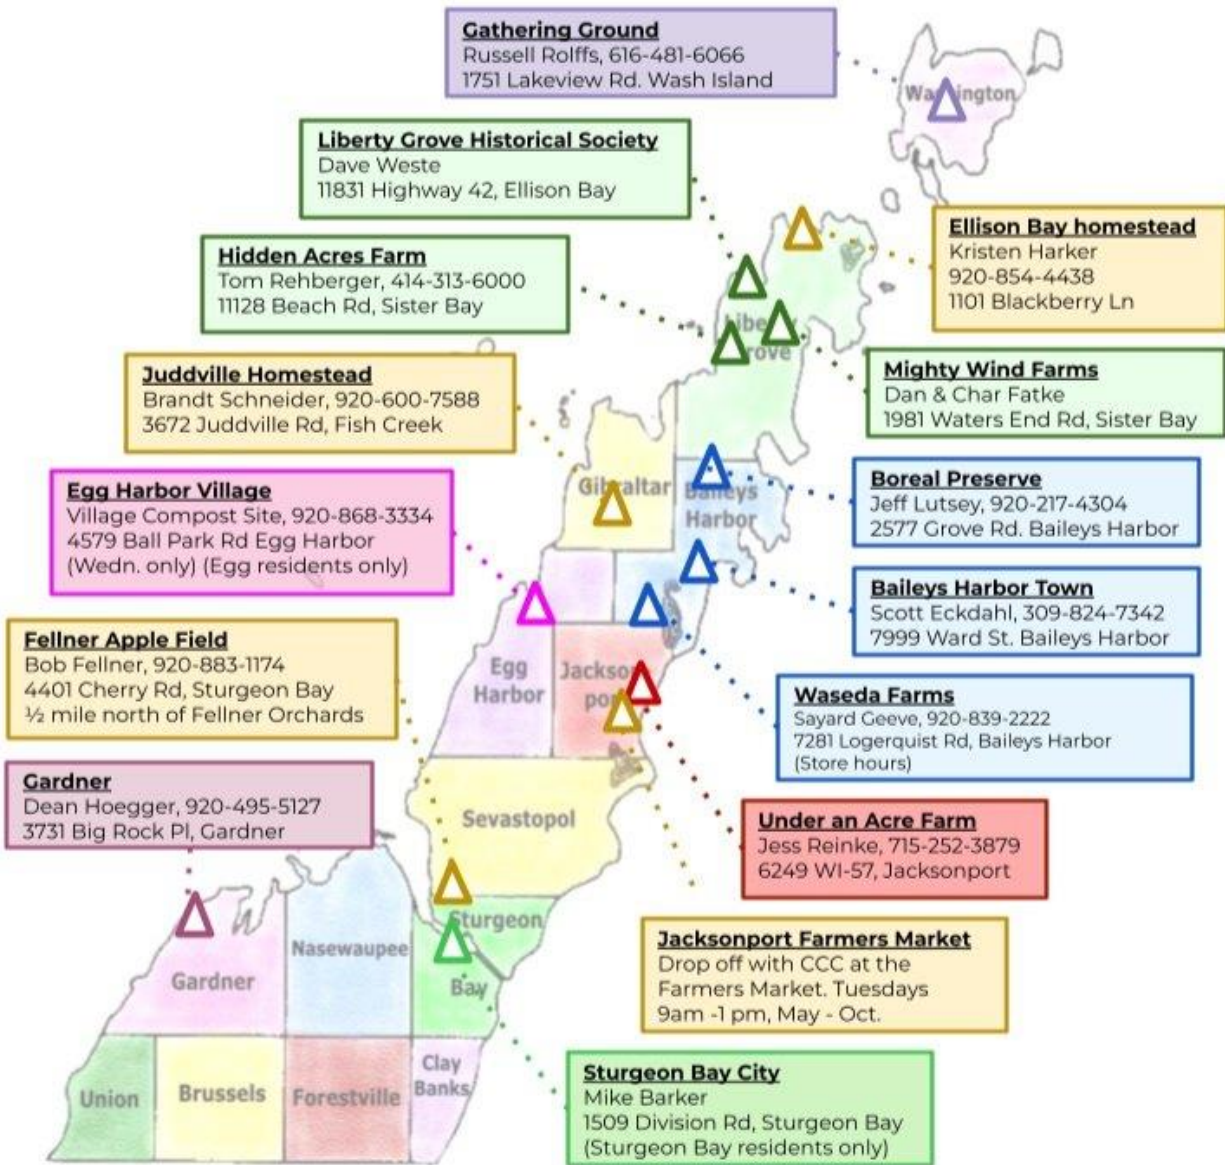 Gathering Ground
Russell Rolffs, 616-481-6066
1751 Lakeview Rd. Wash Island
Liberty Grove Historical Society
Dave Weste
11831 Highway 42, Ellison Bay
Ellison Bay homestead
Kristen Harker
920-854-4438
1101 Blackberry Ln
Hidden Acres Farm
Tom Rehberger, 414-313-6000
11128 Beach Rd, Sister Bay
Mighty Wind Farms
Dan & Char Fatke
1981 Waters End Rd, Sister Bay
Juddville Homestead
Brandt Schneider, 920-600-7588
3672 Juddville Rd, Fish Creek
Gibraltar
Baileys
Harbor
Boreal Preserve
Jeff Lutsey, 920-217-4304
2577 Grove Rd. Baileys Harbor
Egg Harbor Village
Village Compost Site, 920-868-3334
4579 Ball Park Rd Egg Harbor
(Wedn. only) (Egg residents only)
Baileys Harbor Town
Scott Eckdahl, 309-824-7342
7999 Ward St. Baileys Harbor
Fellner Apple Field
Bob Fellner, 920-883-1174
4401 Cherry Rd, Sturgeon Bay
½ mile north of Fellner Orchards
Egg
Harbor
Waseda Farms
Sayard Geeve, 920-839-2222
7281 Logerquist Rd, Baileys Harbor
(Store hours)
Gardner
Dean Hoegger, 920-495-5127
3731 Big Rock Pl, Gardner
Sevastopol
Under an Acre Farm
Jess Reinke, 715-252-3879
6249 WI-57, Jacksonport
Sturgeon
Bay
Nasewaupee
Gardner
Jacksonport Farmers Market
Drop off with CCC at the
Farmers Market. Tuesdays
9am -1 pm, May - Oct.
Union
Brussels
Forestville
Clay
Banks
Sturgeon Bay City
Mike Barker
1509 Division Rd, Sturgeon Bay
(Sturgeon Bay residents only)